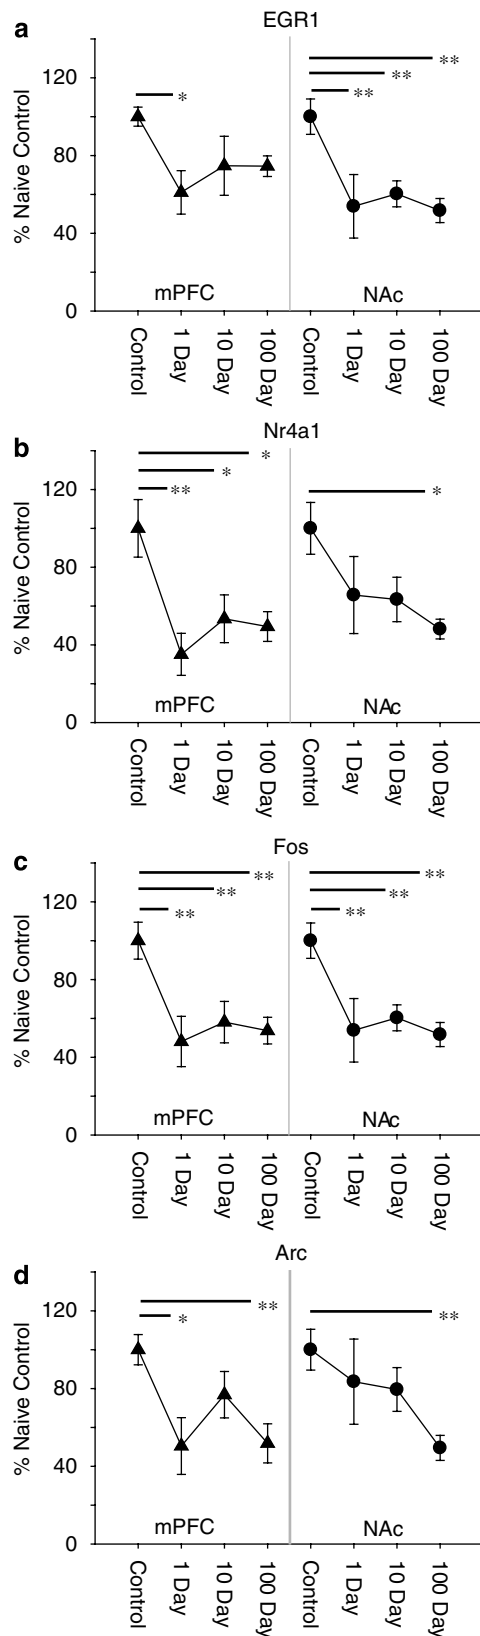 a
EGR1
% Naive Control
120
80
40
0
*
**
**
**
mPFC
NAc
Control
1 Day
10 Day
100 Day
Control
1 Day
10 Day
100 Day
b
Nr4a1
% Naive Control
120
80
40
0
*
*
**
*
mPFC
NAc
Control
1 Day
10 Day
100 Day
Control
1 Day
10 Day
100 Day
c
Fos
% Naive Control
120
80
40
0
**
**
**
**
**
**
mPFC
NAc
Control
1 Day
10 Day
100 Day
Control
1 Day
10 Day
100 Day
d
Arc
% Naive Control
120
80
40
0
**
*
**
mPFC
NAc
Control
1 Day
10 Day
100 Day
Control
1 Day
10 Day
100 Day